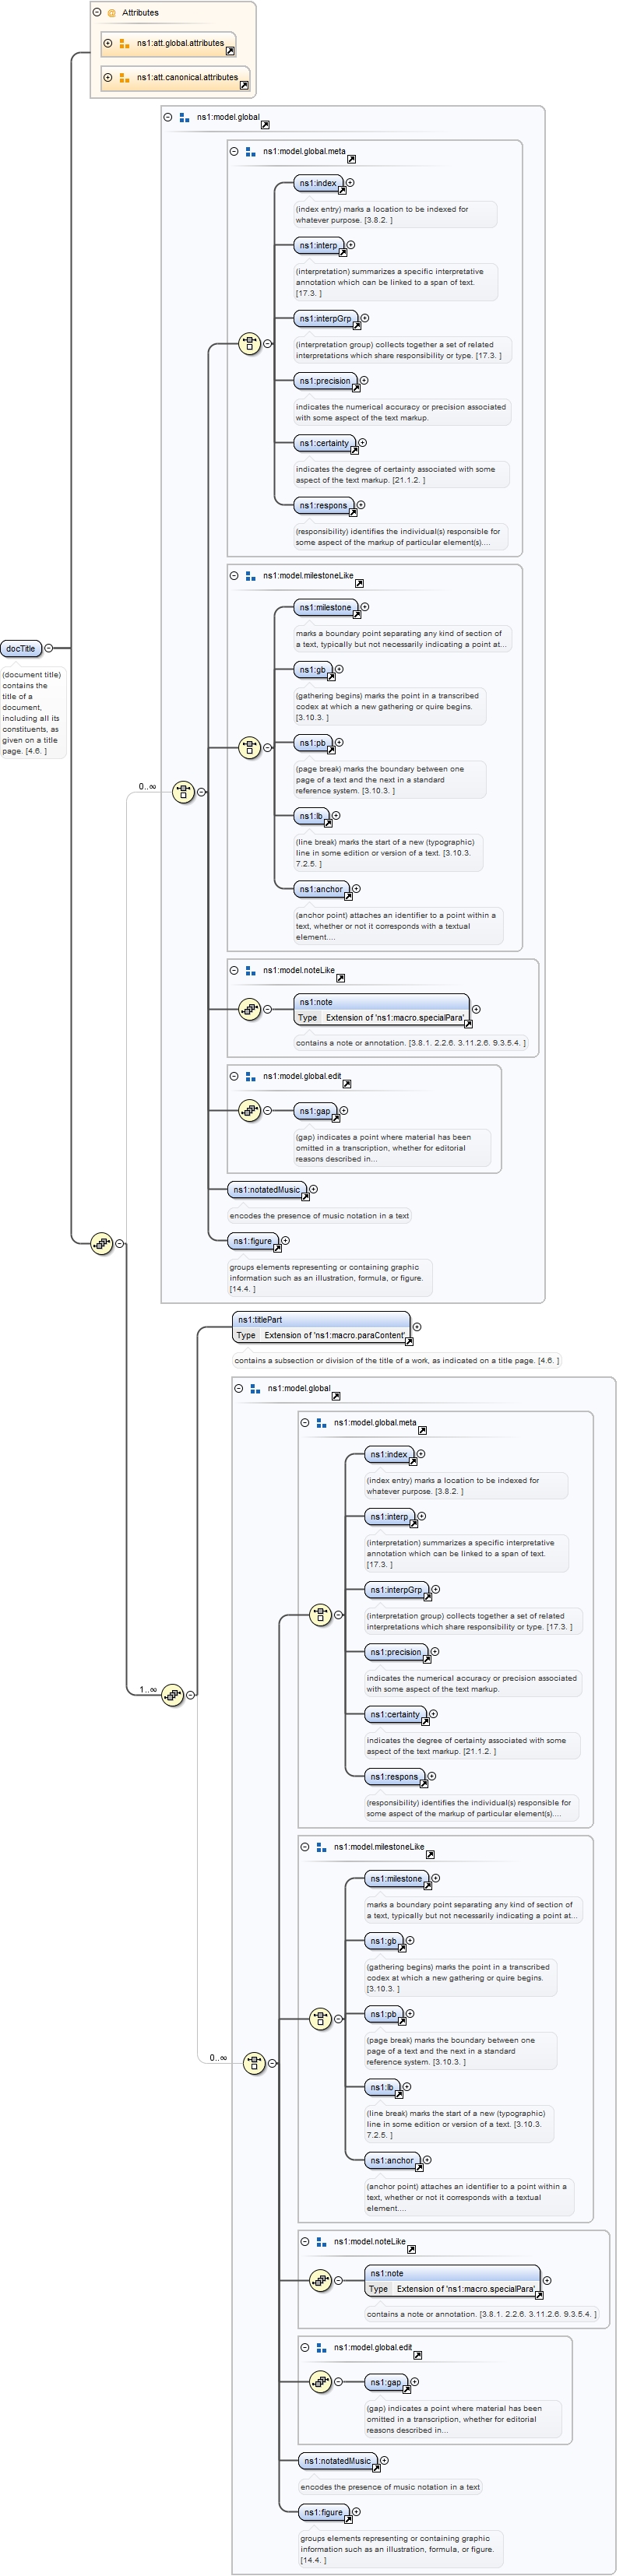 Attributes
ns1:att.global.attributes
ns1:att.canonical.attributes
ns1:model.global
ns1:model.global.meta
ns1:index
(index entry) marks a location to be indexed for
whatever purpose. [3.8.2. ]
ns1:interp
(interpretation) summarizes a specific interpretative
annotation which can be linked to a span of text.
[17.3. ]
ns1:interpGrp
(interpretation group) collects together a set of related
interpretations which share responsibility or type. [17.3. ]
ns1:precision
indicates the numerical accuracy or precision associated
with some aspect of the text markup.
ns1:certainty
indicates the degree of certainty associated with some
aspect of the text markup. [21.1.2. ]
ns1:respons
(responsibility) identifies the individual(s) responsible for
some aspect of the markup of particular element(s)....
ns1:model.milestoneLike
ns1:milestone
marks a boundary point separating any kind of section of
a text, typically but not necessarily indicating a point at...
ns1:gb
(gathering begins) marks the point in a transcribed
codex at which a new gathering or quire begins.
[3.10.3. ]
ns1:pb
(page break) marks the boundary between one
page of a text and the next in a standard
reference system. [3.10.3. ]
ns1:lb
(line break) marks the start of a new (typographic)
line in some edition or version of a text. [3.10.3.
7.2.5. ]
ns1:anchor
(anchor point) attaches an identifier to a point within a
text, whether or not it corresponds with a textual
element....
docTitle
(document title)
contains the
title of a
document,
including all its
constituents, as
given on a title
page. [4.6. ]
0..∞
ns1:model.noteLike
ns1:note
Type Extension of 'ns1:macro.specialPara'
contains a note or annotation. [3.8.1. 2.2.6. 3.11.2.6. 9.3.5.4. ]
ns1:model.global.edit
ns1:gap
(gap) indicates a point where material has been
omitted in a transcription, whether for editorial
reasons described in...
ns1:notatedMusic
encodes the presence of music notation in a text
ns1:figure
groups elements representing or containing graphic
information such as an illustration, formula, or figure.
[14.4. ]
ns1:titlePart
Type Extension of 'ns1:macro.paraContent'
contains a subsection or division of the title of a work, as indicated on a title page. [4.6. ]
ns1:model.global
ns1:model.global.meta
ns1:index
(index entry) marks a location to be indexed for
whatever purpose. [3.8.2. ]
ns1:interp
(interpretation) summarizes a specific interpretative
annotation which can be linked to a span of text.
[17.3. ]
ns1:interpGrp
(interpretation group) collects together a set of related
interpretations which share responsibility or type. [17.3. ]
ns1:precision
indicates the numerical accuracy or precision associated
with some aspect of the text markup.
1..∞
ns1:certainty
indicates the degree of certainty associated with some
aspect of the text markup. [21.1.2. ]
ns1:respons
(responsibility) identifies the individual(s) responsible for
some aspect of the markup of particular element(s)....
ns1:model.milestoneLike
ns1:milestone
marks a boundary point separating any kind of section of
a text, typically but not necessarily indicating a point at...
ns1:gb
(gathering begins) marks the point in a transcribed
codex at which a new gathering or quire begins.
[3.10.3. ]
ns1:pb
(page break) marks the boundary between one
page of a text and the next in a standard
reference system. [3.10.3. ]
0..∞
ns1:lb
(line break) marks the start of a new (typographic)
line in some edition or version of a text. [3.10.3.
7.2.5. ]
ns1:anchor
(anchor point) attaches an identifier to a point within a
text, whether or not it corresponds with a textual
element....
ns1:model.noteLike
ns1:note
Type Extension of 'ns1:macro.specialPara'
contains a note or annotation. [3.8.1. 2.2.6. 3.11.2.6. 9.3.5.4. ]
ns1:model.global.edit
ns1:gap
(gap) indicates a point where material has been
omitted in a transcription, whether for editorial
reasons described in...
ns1:notatedMusic
encodes the presence of music notation in a text
ns1:figure
groups elements representing or containing graphic
information such as an illustration, formula, or figure.
[14.4. ]